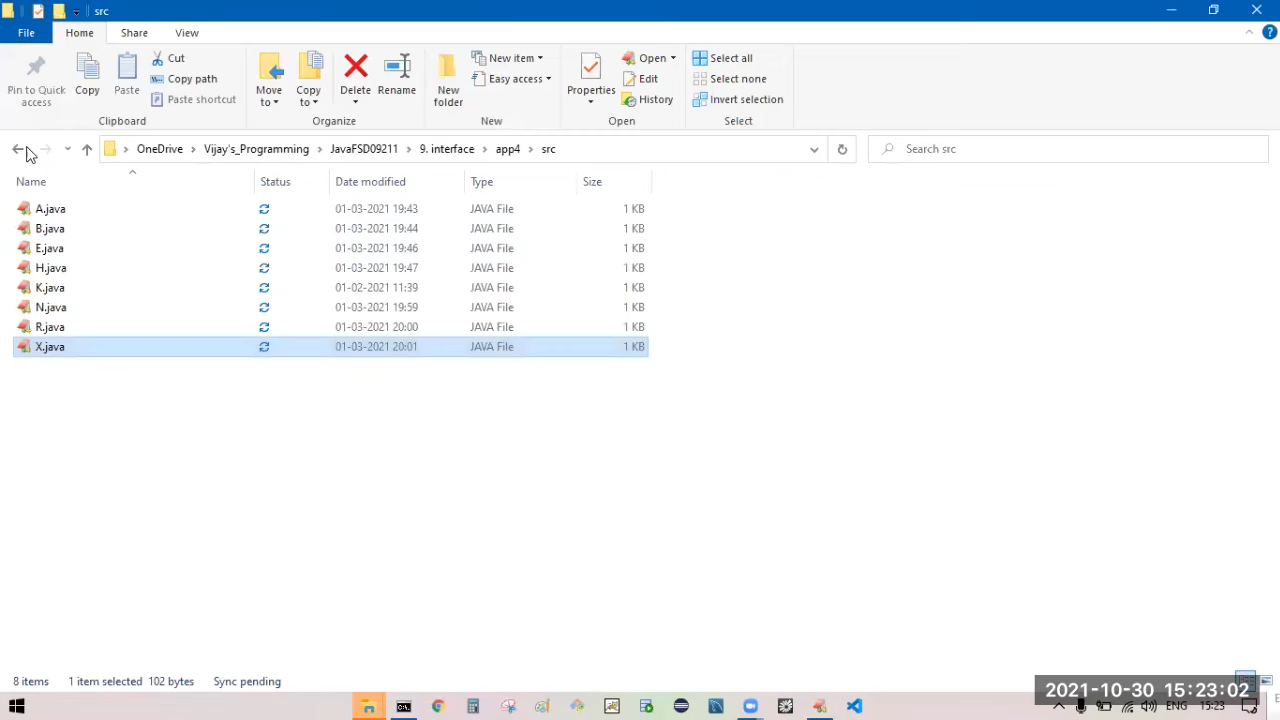 src
File Home Share View
Pin to Quick access
Copy
Paste
Cut
Copy path
Paste shortcut
Clipboard
Move to
Copy to
Delete
Rename
Organize
New folder
New item
Easy access
New
Properties
Open
Edit
History
Open
Select all
Select none
Invert selection
Select
OneDrive > Vijay's_Programming > JavaFSD09211 > 9. interface > app4 > src
Search src
Name Status Date modified Type Size
A.java 01-03-2021 19:43 JAVA File 1 KB
B.java 01-03-2021 19:44 JAVA File 1 KB
E.java 01-03-2021 19:46 JAVA File 1 KB
H.java 01-03-2021 19:47 JAVA File 1 KB
K.java 01-02-2021 11:39 JAVA File 1 KB
N.java 01-03-2021 19:59 JAVA File 1 KB
R.java 01-03-2021 20:00 JAVA File 1 KB
X.java 01-03-2021 20:01 JAVA File 1 KB
8 items 1 item selected 102 bytes Sync pending
2021-10-30 15:23:02
ENG 15:23